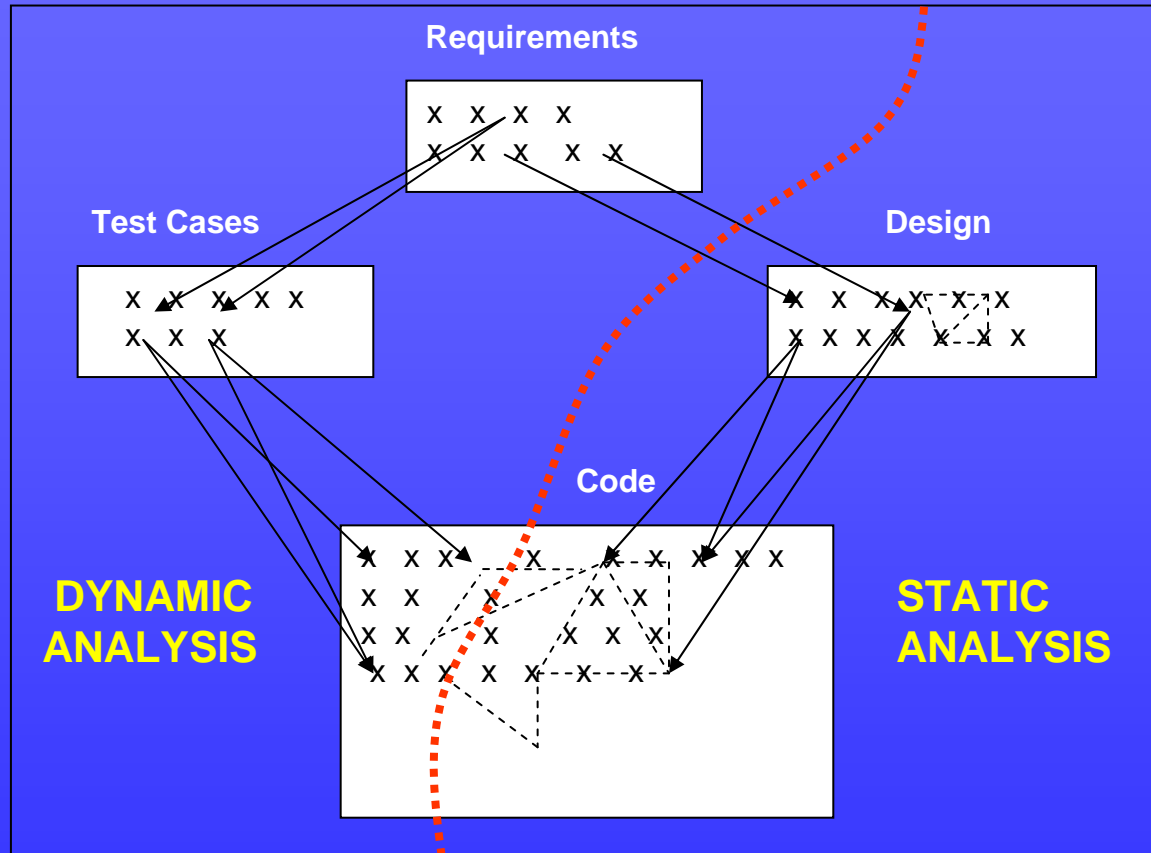 Requirements
x x x x
x x x x x
Test Cases
Design
x x x x x
x x x
x x x x x x
x x x x x x x
Code
x x x x x x x x x
x x x x x
x x x x x x
x x x x x x x
DYNAMIC
ANALYSIS
STATIC
ANALYSIS